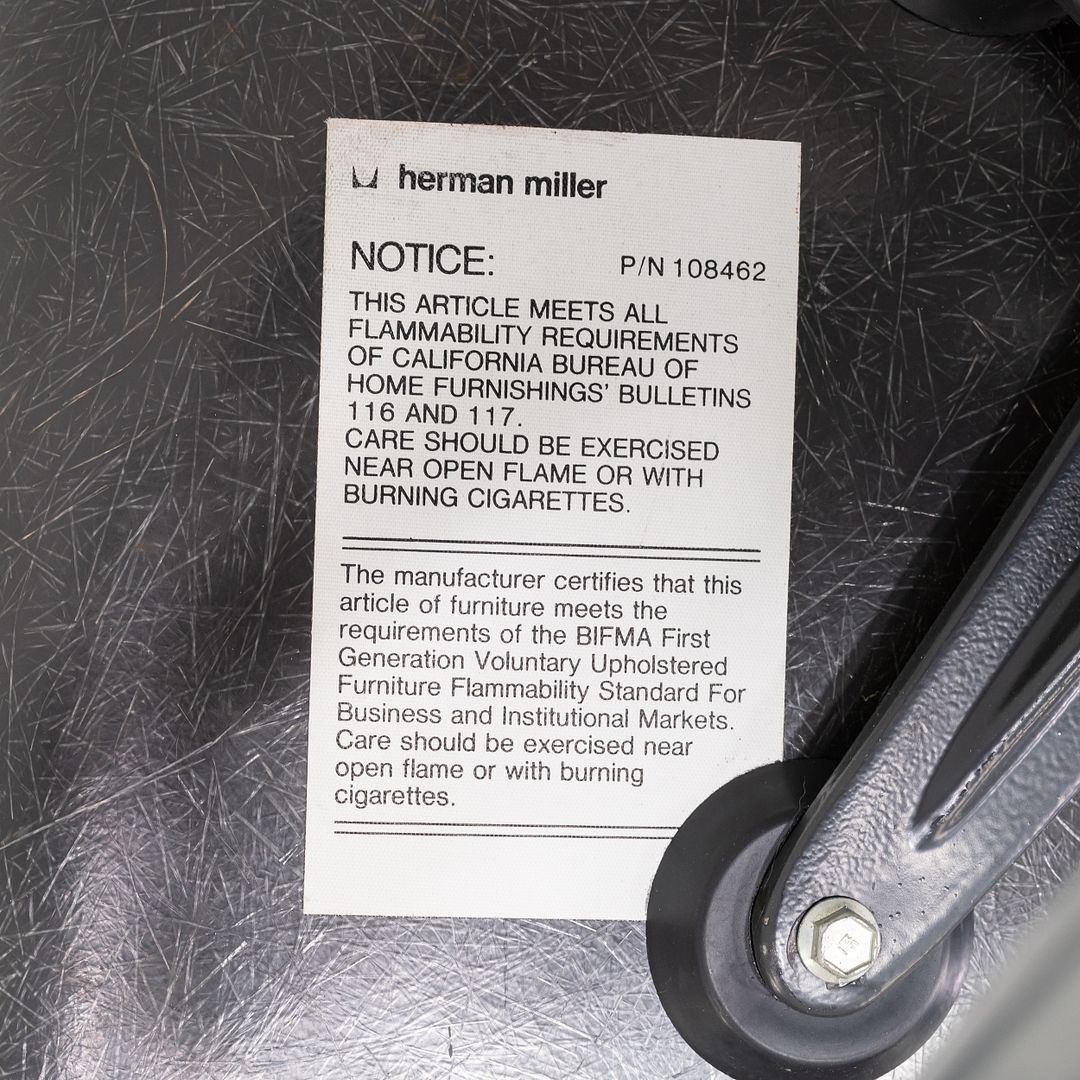 herman miller
NOTICE: P/N 108462
THIS ARTICLE MEETS ALL
FLAMMABILITY REQUIREMENTS
OF CALIFORNIA BUREAU OF
HOME FURNISHINGS' BULLETINS
116 AND 117.
CARE SHOULD BE EXERCISED
NEAR OPEN FLAME OR WITH
BURNING CIGARETTES.
The manufacturer certifies that this
article of furniture meets the
requirements of the BIFMA First
Generation Voluntary Upholstered
Furniture Flammability Standard For
Business and Institutional Markets.
Care should be exercised near
open flame or with burning
cigarettes.